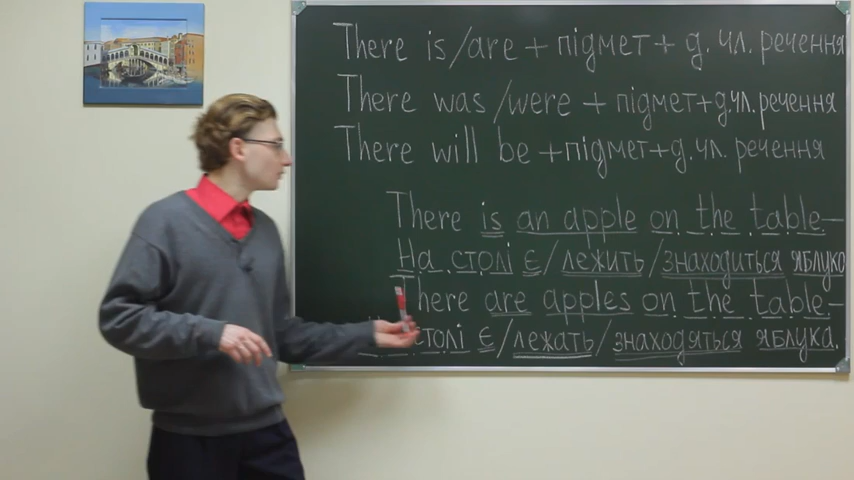 There is/are + підмет + д. чл. речення
There was/were + підмет + д.чл. речення
There will be + підмет + д.чл. речення
There is an apple on the table. –
На столі є/лежить/знаходиться яблуко
There are apples on the table. –
столі є/лежать/знаходяться яблука.